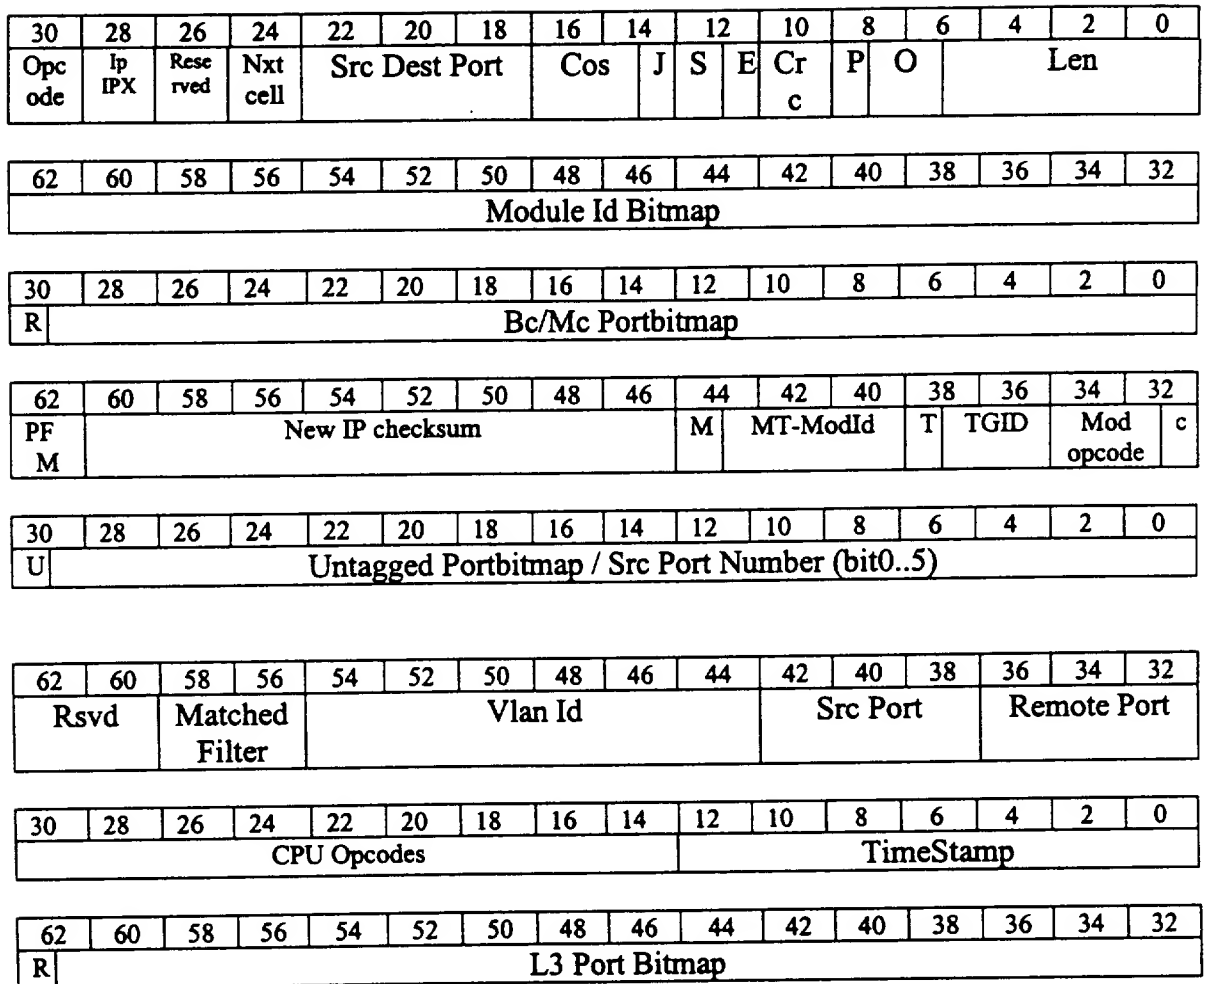 30 28 26 24 22 20 18 16 14 12 10 8 6 4 2 0
Opc Ip Rese Nxt Src Dest Port Cos J S E Cr P O Len
ode IPX rved cell c
62 60 58 56 54 52 50 48 46 44 42 40 38 36 34 32
Module Id Bitmap
30 28 26 24 22 20 18 16 14 12 10 8 6 4 2 0
R Bc/Mc Portbitmap
62 60 58 56 54 52 50 48 46 44 42 40 38 36 34 32
PF New IP checksum M MT-ModId T TGID Mod c
M opcode
30 28 26 24 22 20 18 16 14 12 10 8 6 4 2 0
U Untagged Portbitmap / Src Port Number (bit0..5)
62 60 58 56 54 52 50 48 46 44 42 40 38 36 34 32
Rsvd Matched Vlan Id Src Port Remote Port
Filter
30 28 26 24 22 20 18 16 14 12 10 8 6 4 2 0
CPU Opcodes TimeStamp
62 60 58 56 54 52 50 48 46 44 42 40 38 36 34 32
R L3 Port Bitmap